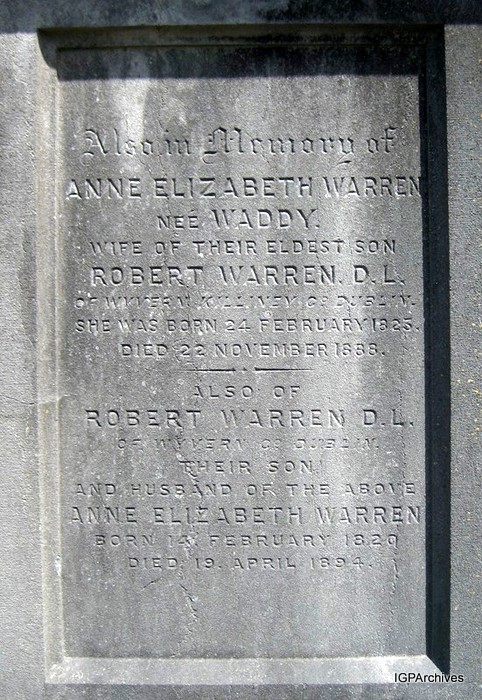 Also in Memory of
ANNE ELIZABETH WARREN
NEÉ WADDY.
WIFE OF THEIR ELDEST SON
ROBERT WARREN. D.L.
OF WYVERN KILLINEY, Co DUBLIN.
SHE WAS BORN 24 FEBRUARY 1823.
DIED 22 NOVEMBER 1888.
ALSO OF
ROBERT WARREN D.L.
OF WYVERN Co DUBLIN.
THEIR SON
AND HUSBAND OF THE ABOVE
ANNE ELIZABETH WARREN
BORN 14. FEBRUARY 1820
DIED. 19. APRIL 1894.
IGPArchives